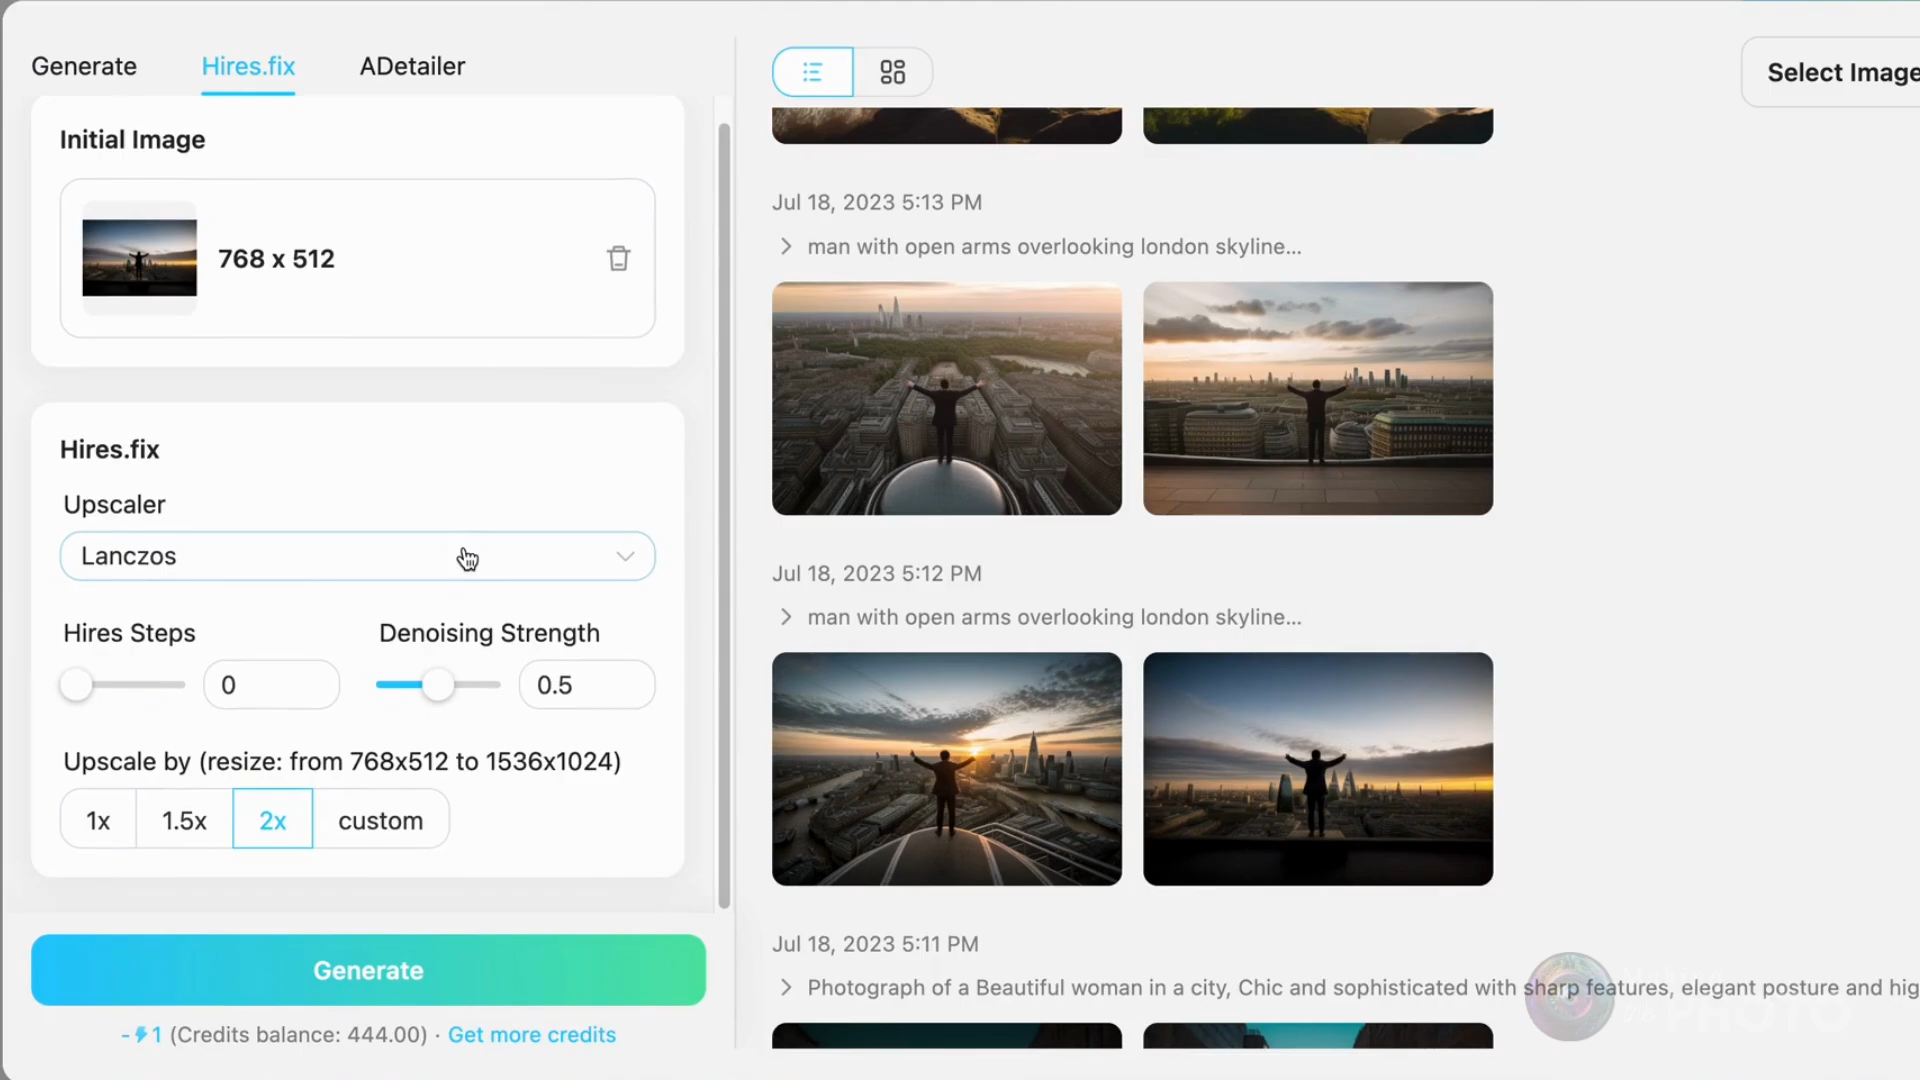 Generate
Hires.fix
ADetailer
Select Image
Initial Image
768 x 512
Hires.fix
Upscaler
Lanczos
Hires Steps
Denoising Strength
0
0.5
Upscale by (resize: from 768x512 to 1536x1024)
1x
1.5x
2x
custom
Generate
- 1 (Credits balance: 444.00) · Get more credits
Jul 18, 2023 5:13 PM
man with open arms overlooking london skyline...
Jul 18, 2023 5:12 PM
man with open arms overlooking london skyline...
Jul 18, 2023 5:11 PM
Photograph of a Beautiful woman in a city, Chic and sophisticated with sharp features, elegant posture and hig
PHOTO